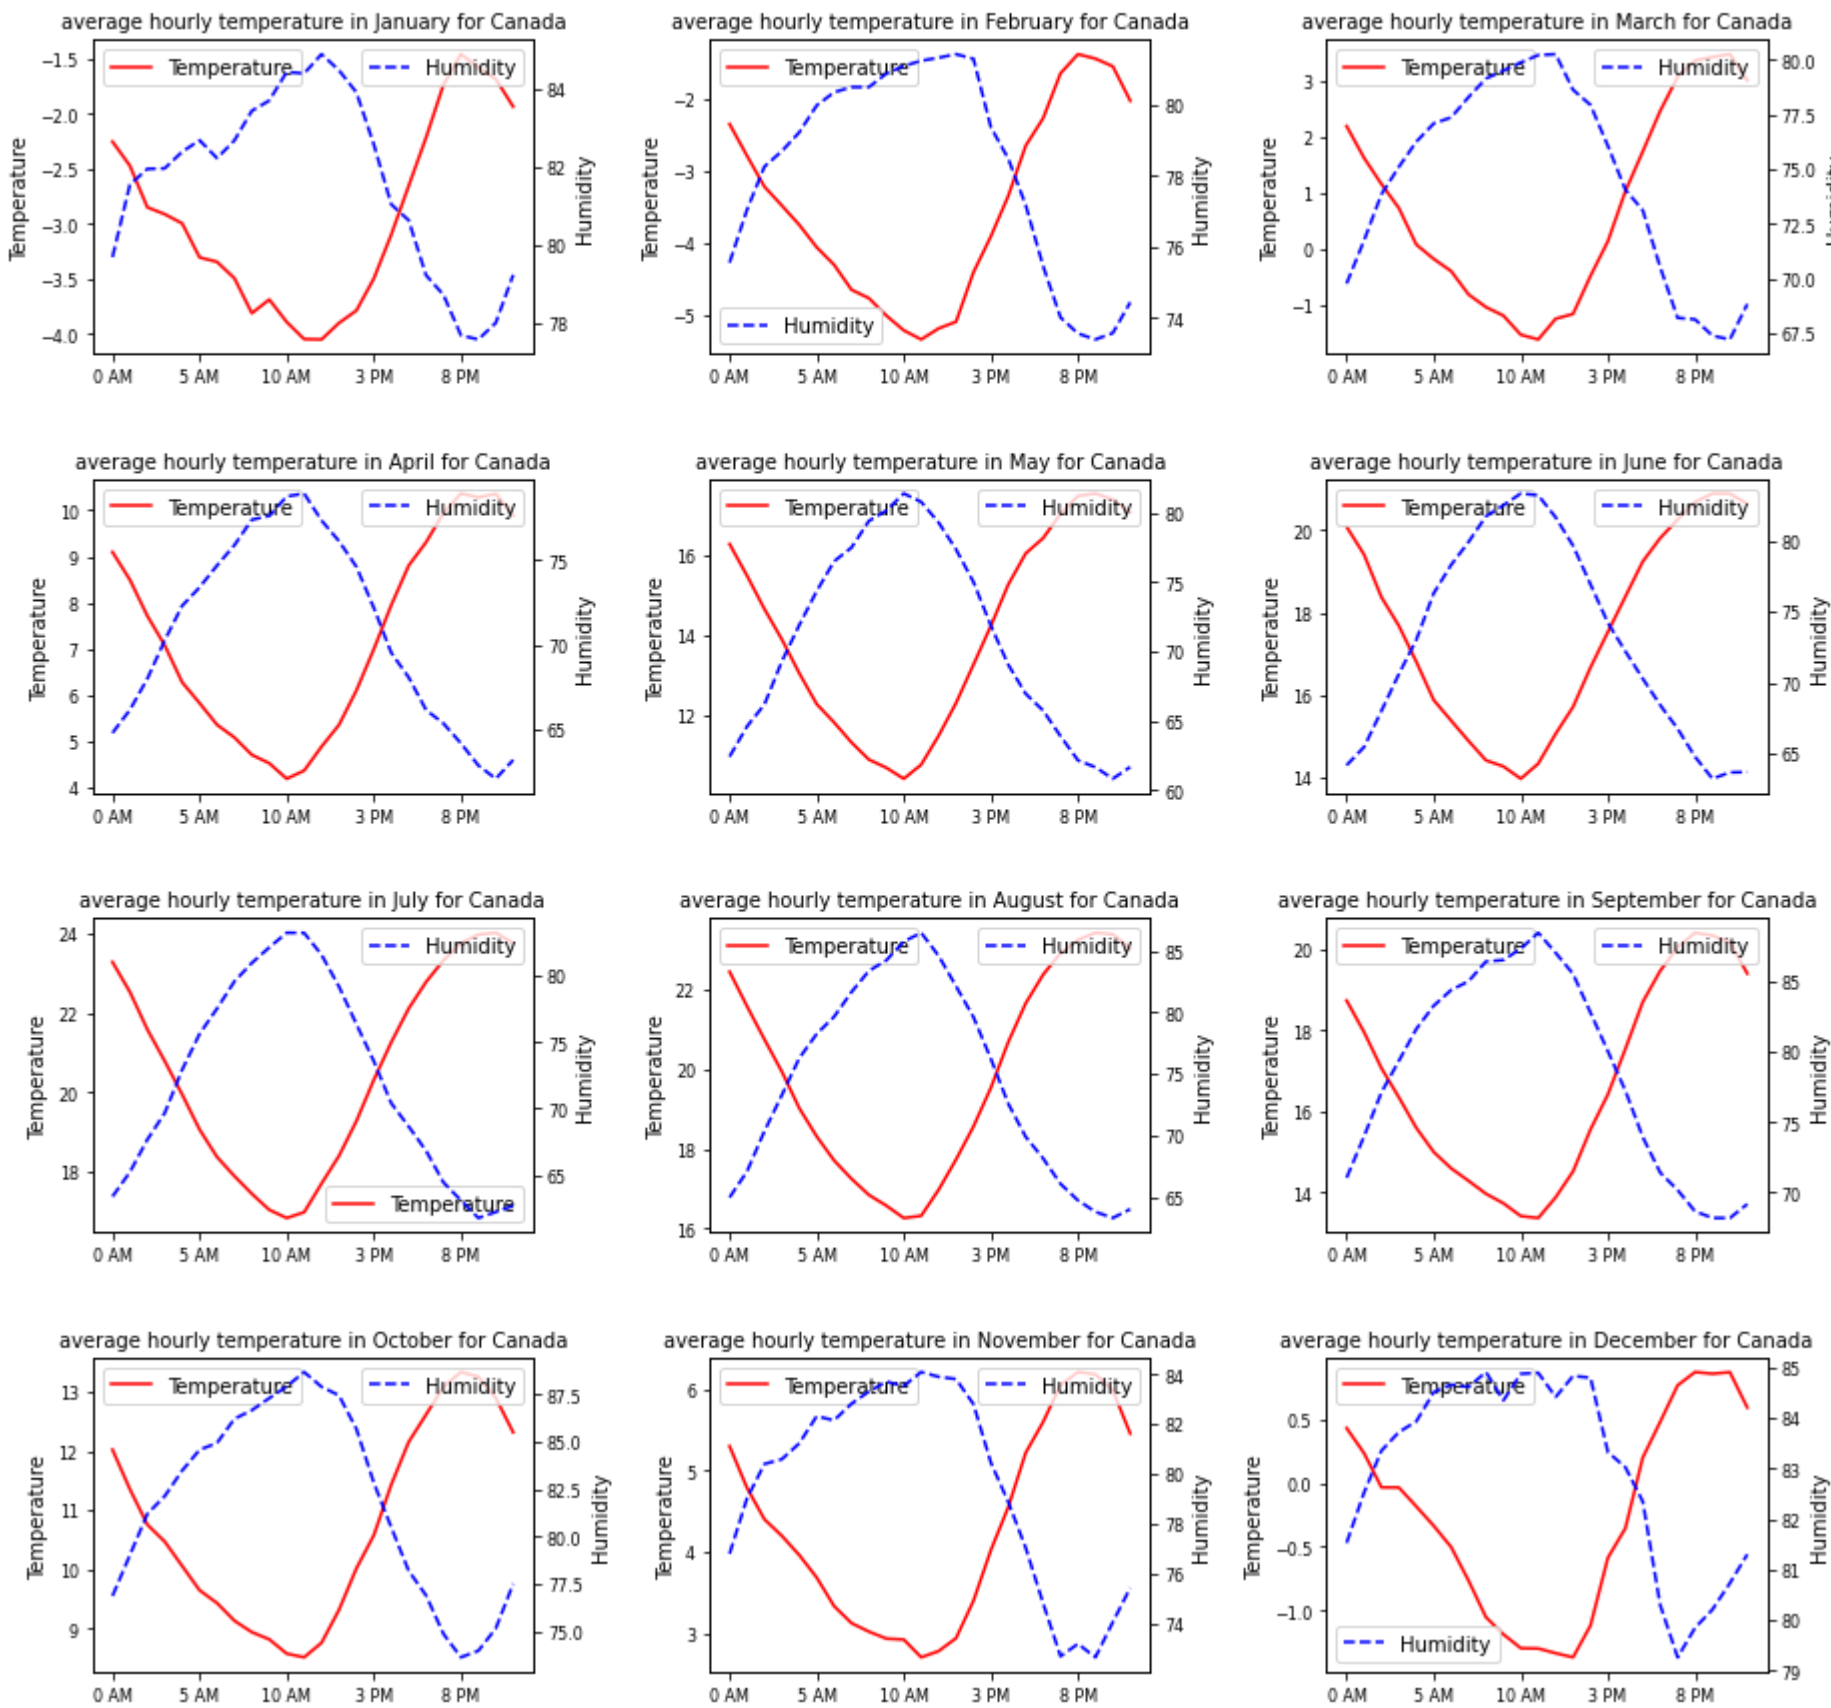 average hourly temperature in January for Canada
average hourly temperature in February for Canada
average hourly temperature in March for Canada
Temperature
Humidity
Temperature
Humidity
Temperature
Humidity
−1.5
−2.0
−2.5
−3.0
−3.5
−4.0
84
82
80
78
Temperature
Humidity
−2
−3
−4
−5
80
78
76
74
Temperature
Humidity
3
2
1
0
−1
80.0
77.5
75.0
72.5
70.0
67.5
Temperature
Humidity
0 AM 5 AM 10 AM 3 PM 8 PM
0 AM 5 AM 10 AM 3 PM 8 PM
0 AM 5 AM 10 AM 3 PM 8 PM
average hourly temperature in April for Canada
average hourly temperature in May for Canada
average hourly temperature in June for Canada
Temperature
Humidity
Temperature
Humidity
Temperature
Humidity
10
9
8
7
6
5
4
75
70
65
Temperature
Humidity
16
14
12
80
75
70
65
60
Temperature
Humidity
20
18
16
14
80
75
70
65
Temperature
Humidity
0 AM 5 AM 10 AM 3 PM 8 PM
0 AM 5 AM 10 AM 3 PM 8 PM
0 AM 5 AM 10 AM 3 PM 8 PM
average hourly temperature in July for Canada
average hourly temperature in August for Canada
average hourly temperature in September for Canada
Humidity
Temperature
Temperature
Humidity
Temperature
Humidity
24
22
20
18
80
75
70
65
Temperature
Humidity
22
20
18
16
85
80
75
70
65
Temperature
Humidity
20
18
16
14
85
80
75
70
Temperature
Humidity
0 AM 5 AM 10 AM 3 PM 8 PM
0 AM 5 AM 10 AM 3 PM 8 PM
0 AM 5 AM 10 AM 3 PM 8 PM
average hourly temperature in October for Canada
average hourly temperature in November for Canada
average hourly temperature in December for Canada
Temperature
Humidity
Temperature
Humidity
Temperature
Humidity
13
12
11
10
9
87.5
85.0
82.5
80.0
77.5
75.0
Temperature
Humidity
6
5
4
3
84
82
80
78
76
74
Temperature
Humidity
0.5
0.0
−0.5
−1.0
85
84
83
82
81
80
79
Temperature
Humidity
0 AM 5 AM 10 AM 3 PM 8 PM
0 AM 5 AM 10 AM 3 PM 8 PM
0 AM 5 AM 10 AM 3 PM 8 PM